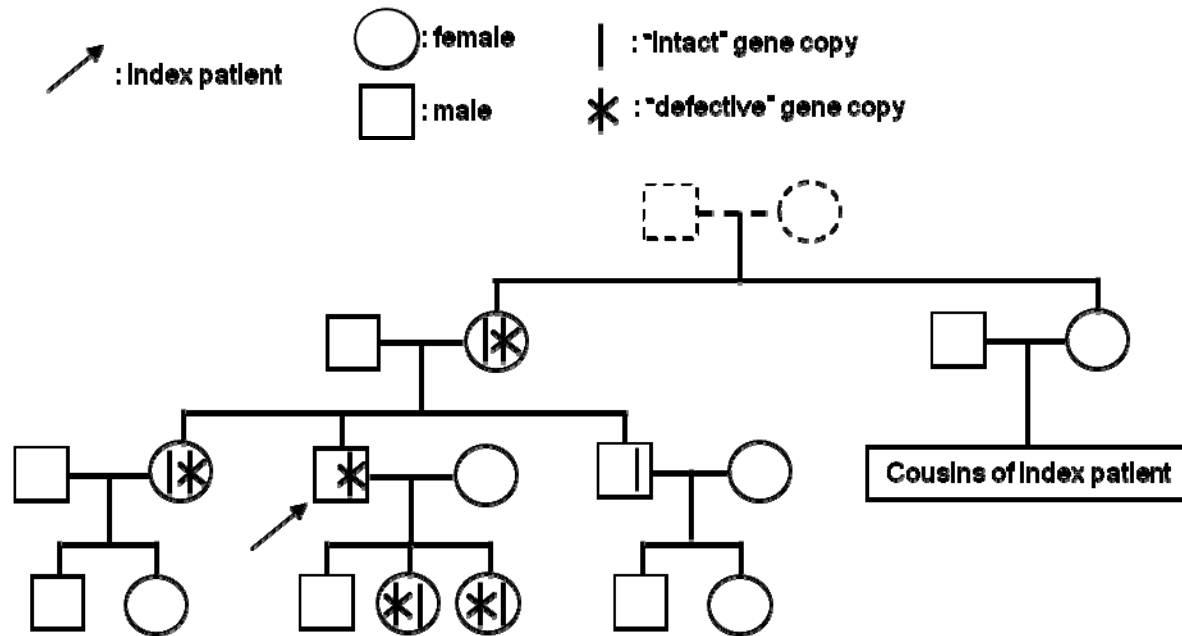 : female
: "intact" gene copy
: Index patient
: male
: "defective" gene copy
Cousins of index patient